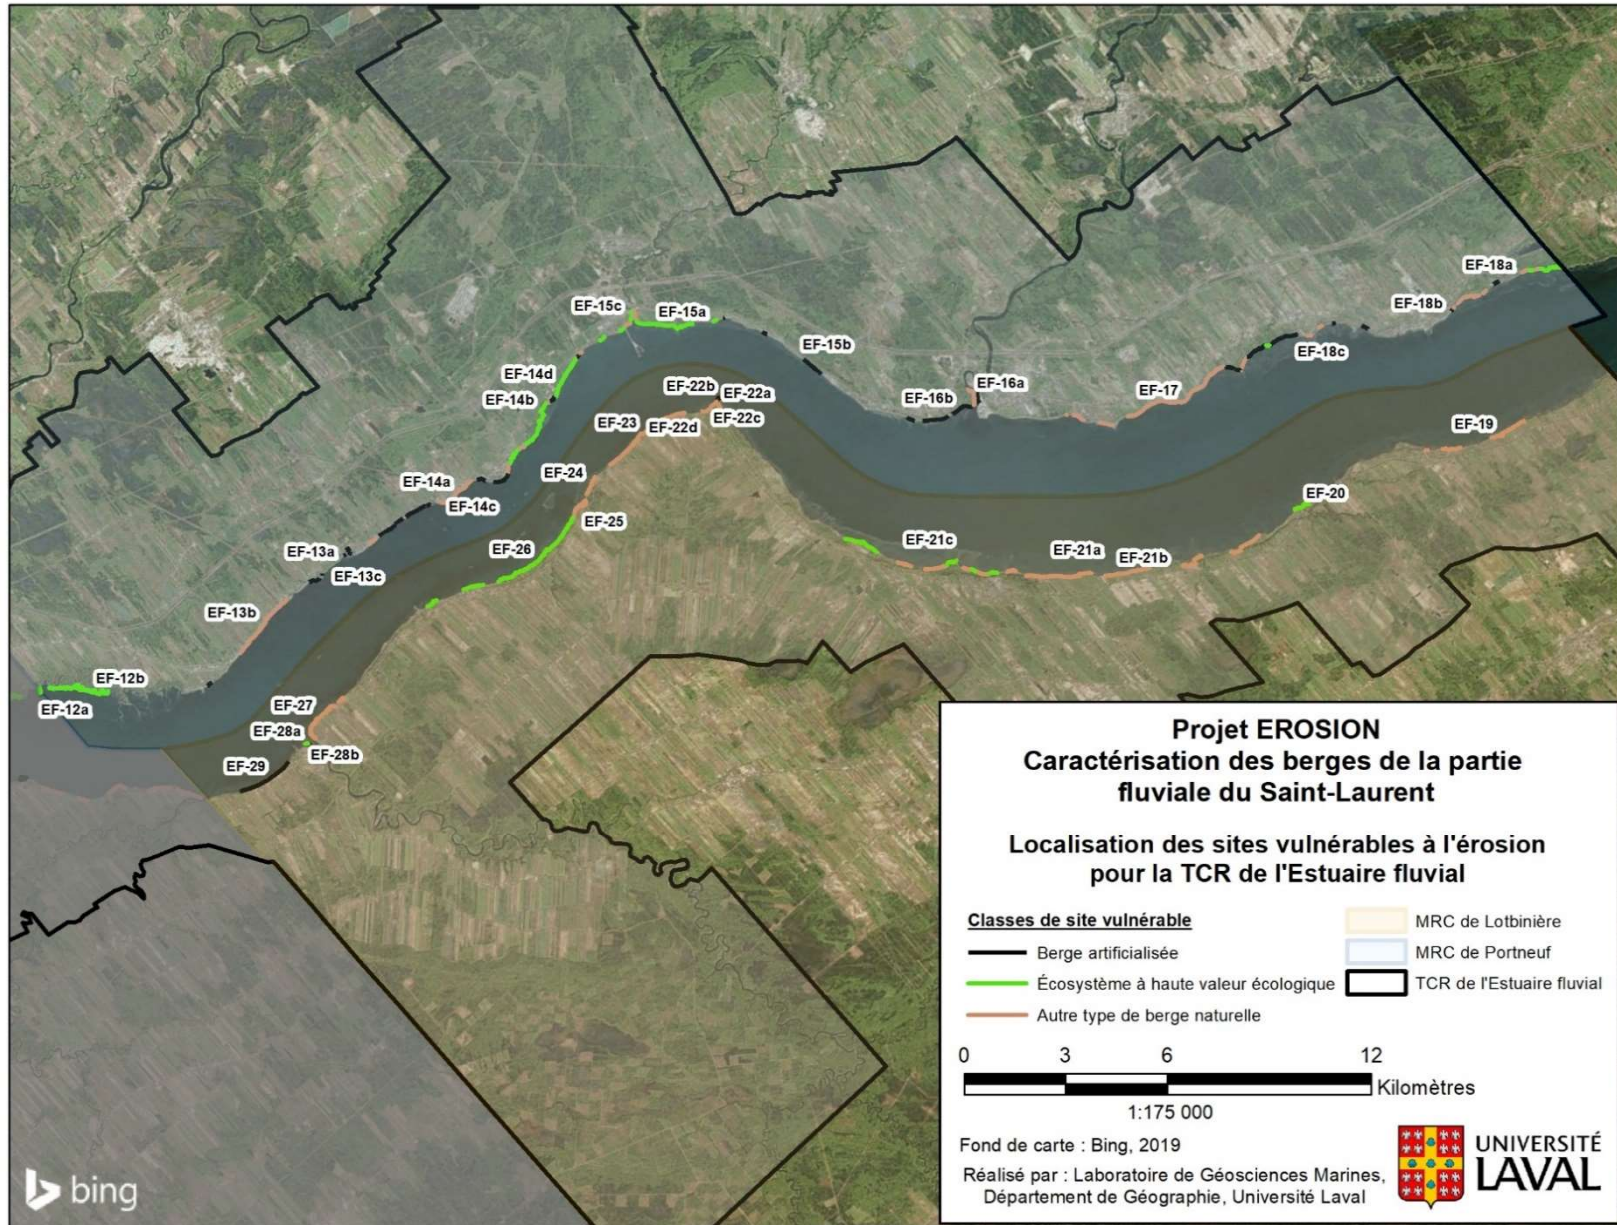 EF-18a
EF-15c
EF-15a
EF-18b
EF-15b
EF-18c
EF-14d
EF-22b
EF-16a
EF-14b
EF-22a
EF-17
EF-16b
EF-23
EF-22c
EF-22d
EF-19
EF-24
EF-14a
EF-20
EF-14c
EF-25
EF-21c
EF-26
EF-13a
EF-21a
EF-21b
EF-13c
EF-13b
EF-12b
EF-12a
EF-27
EF-28a
EF-28b
EF-29
Projet EROSION
Caractérisation des berges de la partie
fluviale du Saint-Laurent
Localisation des sites vulnérables à l'érosion
pour la TCR de l'Estuaire fluvial
Classes de site vulnérable
Berge artificialisée
Écosystème à haute valeur écologique
Autre type de berge naturelle
MRC de Lotbinière
MRC de Portneuf
TCR de l'Estuaire fluvial
0 3 6 12
Kilomètres
1:175 000
Fond de carte : Bing, 2019
Réalisé par : Laboratoire de Géosciences Marines,
Département de Géographie, Université Laval
UNIVERSITÉ
LAVAL
bing